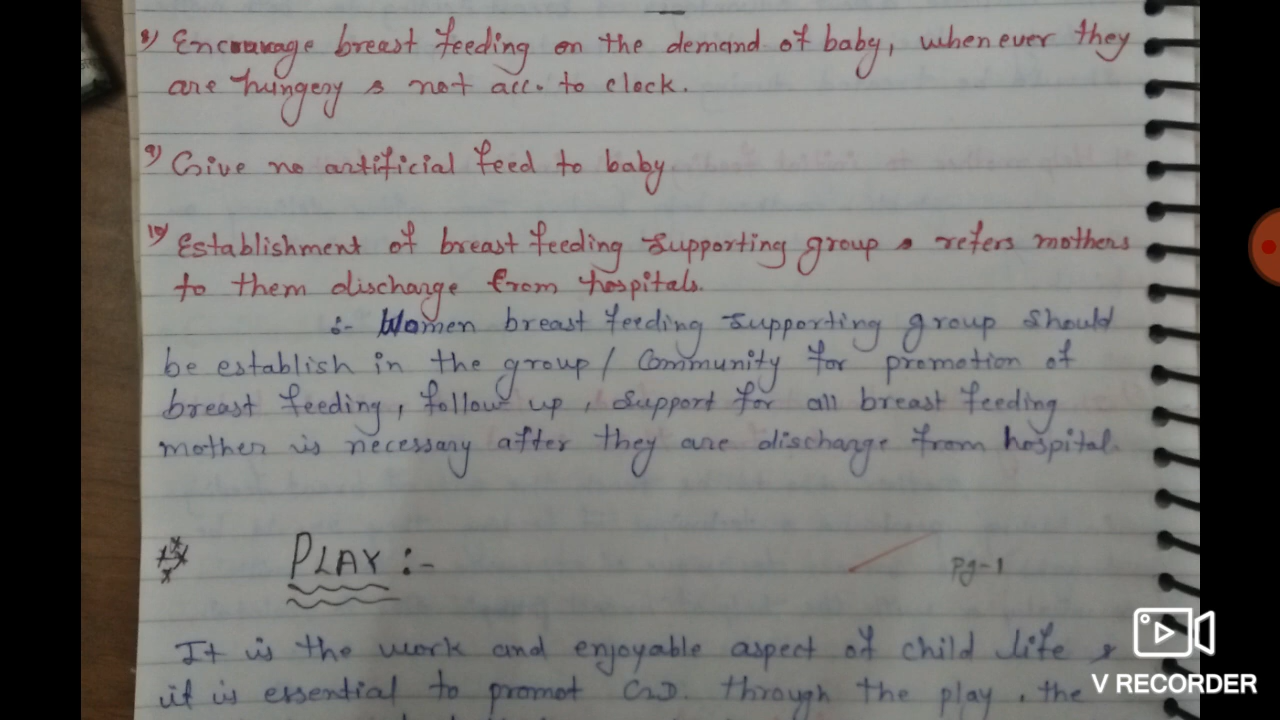 8) Encourage breast feeding on the demand of baby, whenever they
are hungery & not acc. to clock.
9) Give no artificial feed to baby
10) Establishment of breast feeding supporting group & refers mothers
to them discharge from hospitals.
:- Women breast feeding supporting group should
be establish in the group / Community for promotion of
breast feeding, follow up, support for all breast feeding
mother is necessary after they are discharge from hospital.
PLAY :-
Pg-1
It is the work and enjoyable aspect of child life &
it is essential to promot G&D. through the play, the
V RECORDER